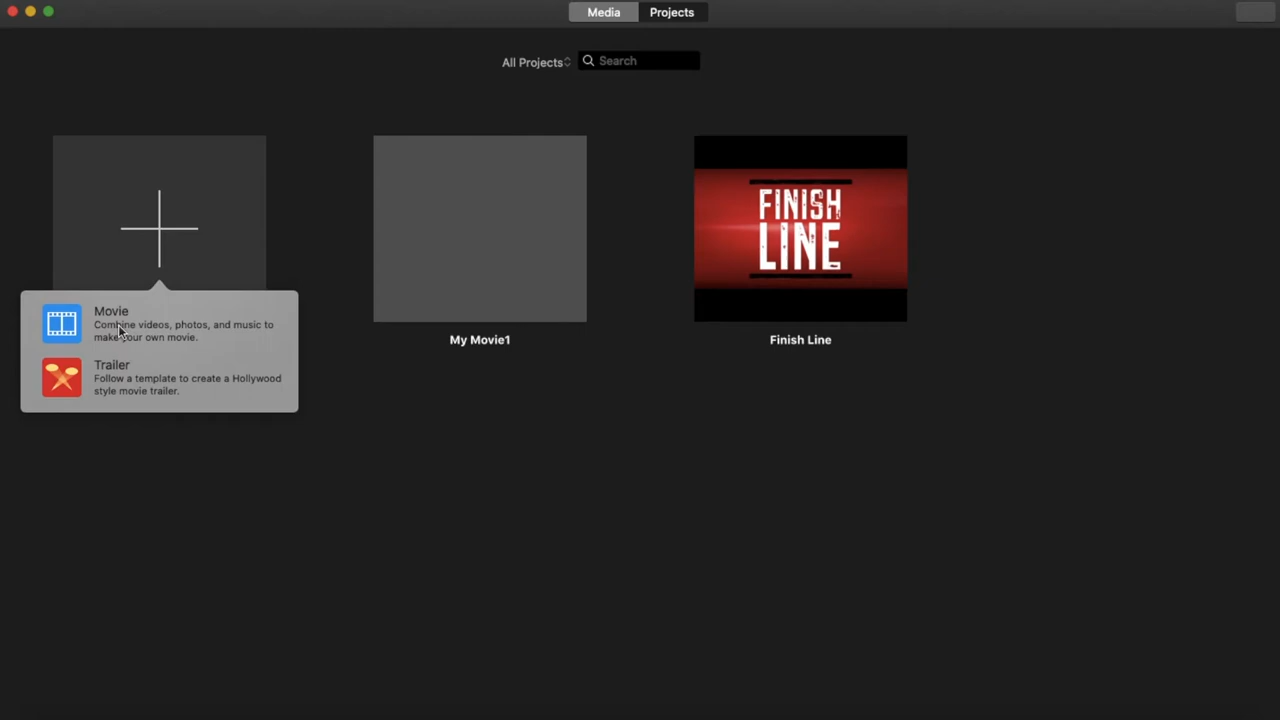 Media Projects
All Projects Search
Movie
Combine videos, photos, and music to
make your own movie.
Trailer
Follow a template to create a Hollywood
style movie trailer.
My Movie1
FINISH
LINE
Finish Line